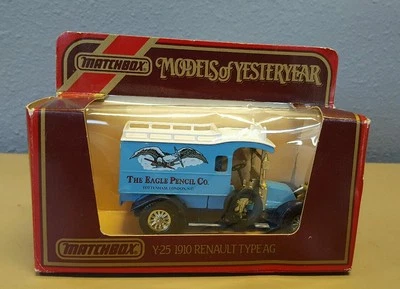 MATCHBOX
MODELS of YESTERYEAR
THE EAGLE PENCIL CO.
MATCHBOX
Y-25 1910 RENAULT TYPE AG